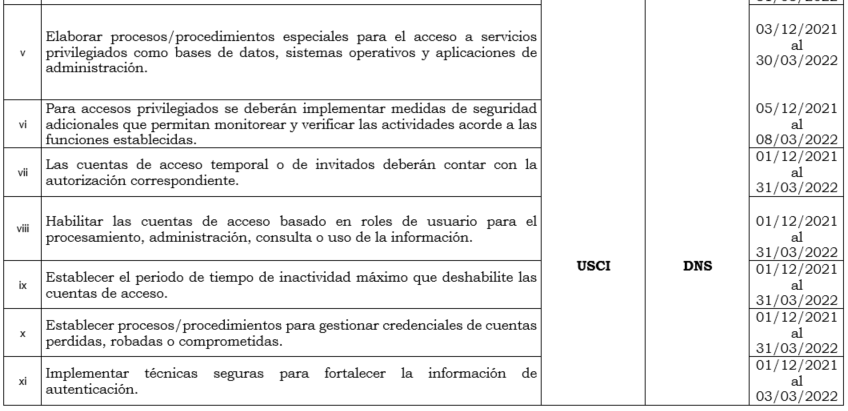 v
Elaborar procesos/procedimientos especiales para el acceso a servicios
privilegiados como bases de datos, sistemas operativos y aplicaciones de
administración.
03/12/2021
al
30/03/2022
vi
Para accesos privilegiados se deberán implementar medidas de seguridad
adicionales que permitan monitorear y verificar las actividades acorde a las
funciones establecidas.
05/12/2021
al
08/03/2022
vii
Las cuentas de acceso temporal o de invitados deberán contar con la
autorización correspondiente.
01/12/2021
al
31/03/2022
viii
Habilitar las cuentas de acceso basado en roles de usuario para el
procesamiento, administración, consulta o uso de la información.
01/12/2021
al
31/03/2022
USCI
DNS
ix
Establecer el periodo de tiempo de inactividad máximo que deshabilite las
cuentas de acceso.
01/12/2021
al
31/03/2022
x
Establecer procesos/procedimientos para gestionar credenciales de cuentas
perdidas, robadas o comprometidas.
01/12/2021
al
31/03/2022
xi
Implementar técnicas seguras para fortalecer la información de
autenticación.
01/12/2021
al
03/03/2022